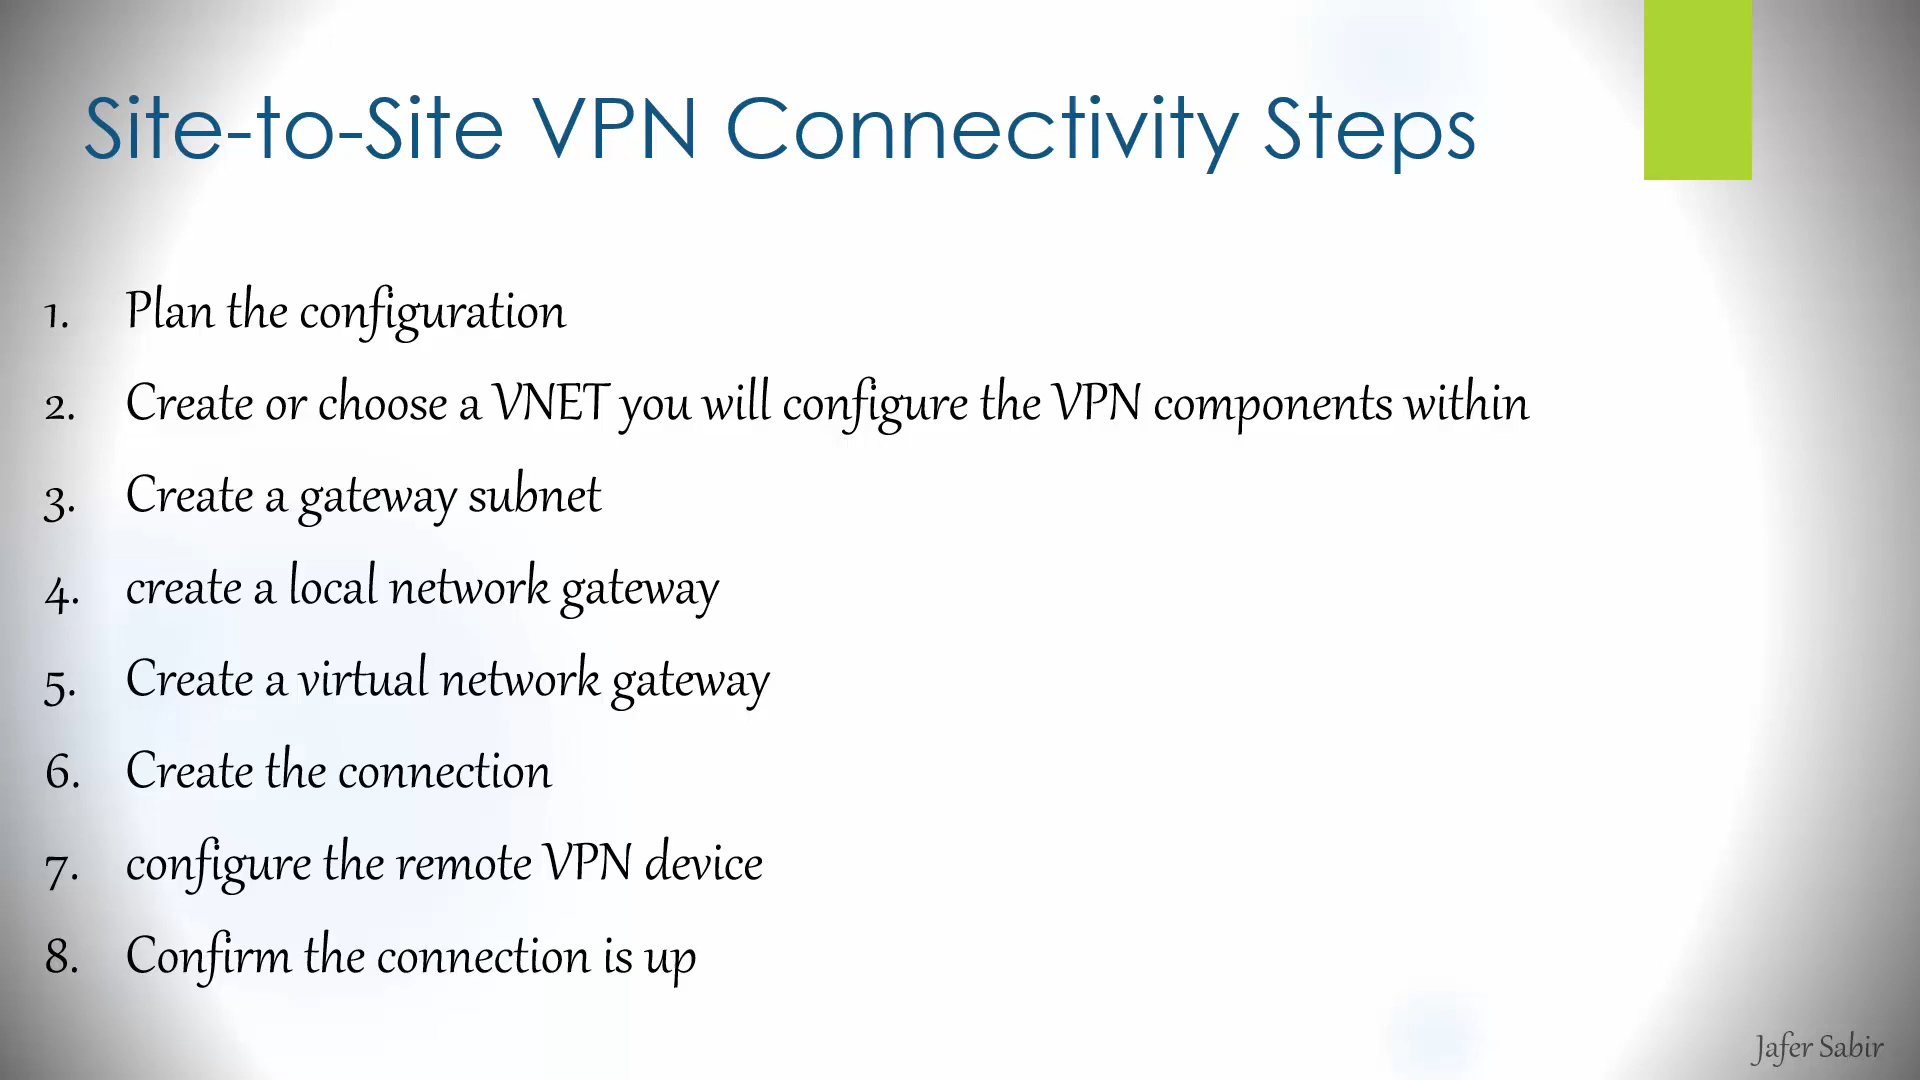 Site-to-Site VPN Connectivity Steps
1. Plan the configuration
2. Create or choose a VNET you will configure the VPN components within
3. Create a gateway subnet
4. create a local network gateway
5. Create a virtual network gateway
6. Create the connection
7. configure the remote VPN device
8. Confirm the connection is up
Jafer Sabir